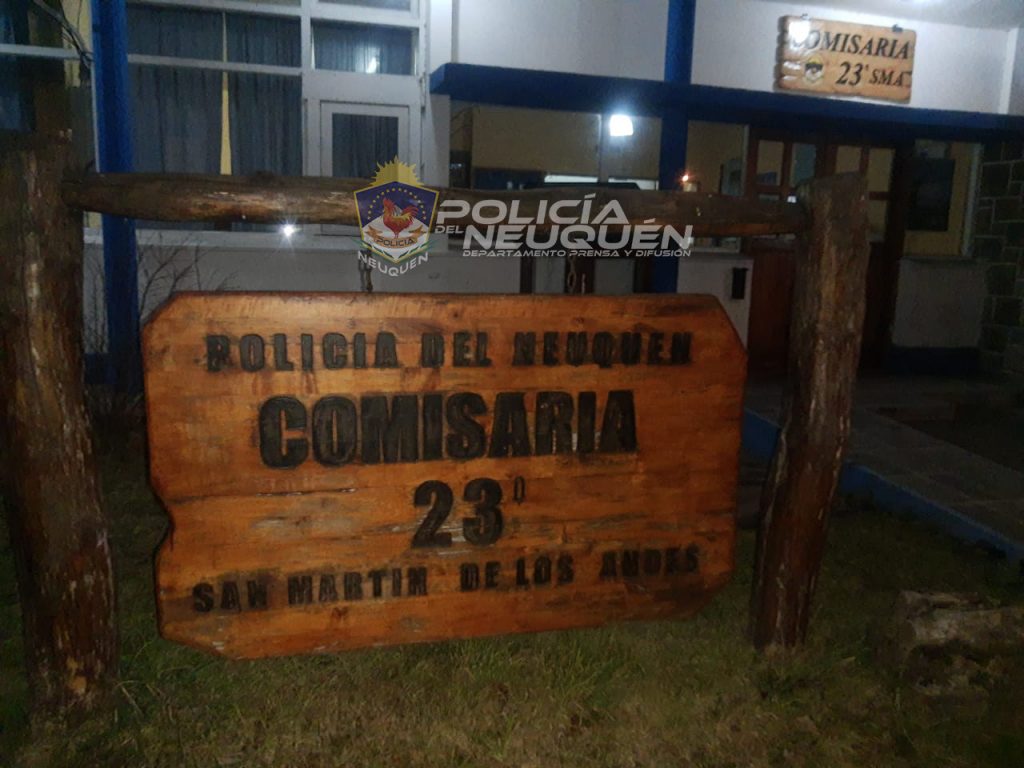 COMISARIA
23° SMA.
POLICÍA
DEL NEUQUÉN
DEPARTAMENTO PRENSA Y DIFUSIÓN
POLICÍA
NEUQUÉN
POLICIA DEL NEUQUEN
COMISARIA
23°
SAN MARTIN DE LOS ANDES